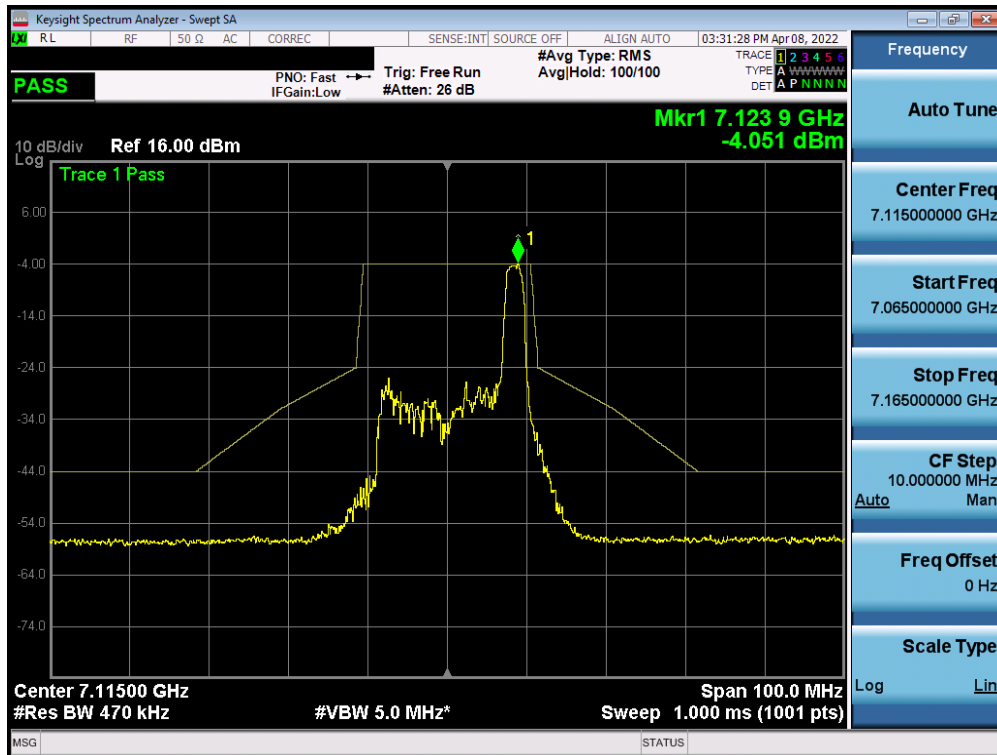 Keysight Spectrum Analyzer - Swept SA
LXI RL RF 50 Ω AC CORREC SENSE:INT SOURCE OFF ALIGN AUTO 03:31:28 PM Apr 08, 2022
PASS
PNO: Fast
IFGain:Low
Trig: Free Run
#Atten: 26 dB
#Avg Type: RMS
Avg|Hold: 100/100
TRACE 1 2 3 4 5 6
TYPE A WWWWW
DET A P N N N N
Mkr1 7.123 9 GHz
-4.051 dBm
10 dB/div Ref 16.00 dBm
Log
Trace 1 Pass
1
6.00
-4.00
-14.0
-24.0
-34.0
-44.0
-54.0
-64.0
-74.0
Center 7.11500 GHz
#Res BW 470 kHz
#VBW 5.0 MHz*
Span 100.0 MHz
Sweep 1.000 ms (1001 pts)
MSG
STATUS
Frequency
Auto Tune
Center Freq
7.115000000 GHz
Start Freq
7.065000000 GHz
Stop Freq
7.165000000 GHz
CF Step
10.000000 MHz
Auto Man
Freq Offset
0 Hz
Scale Type
Log Lin